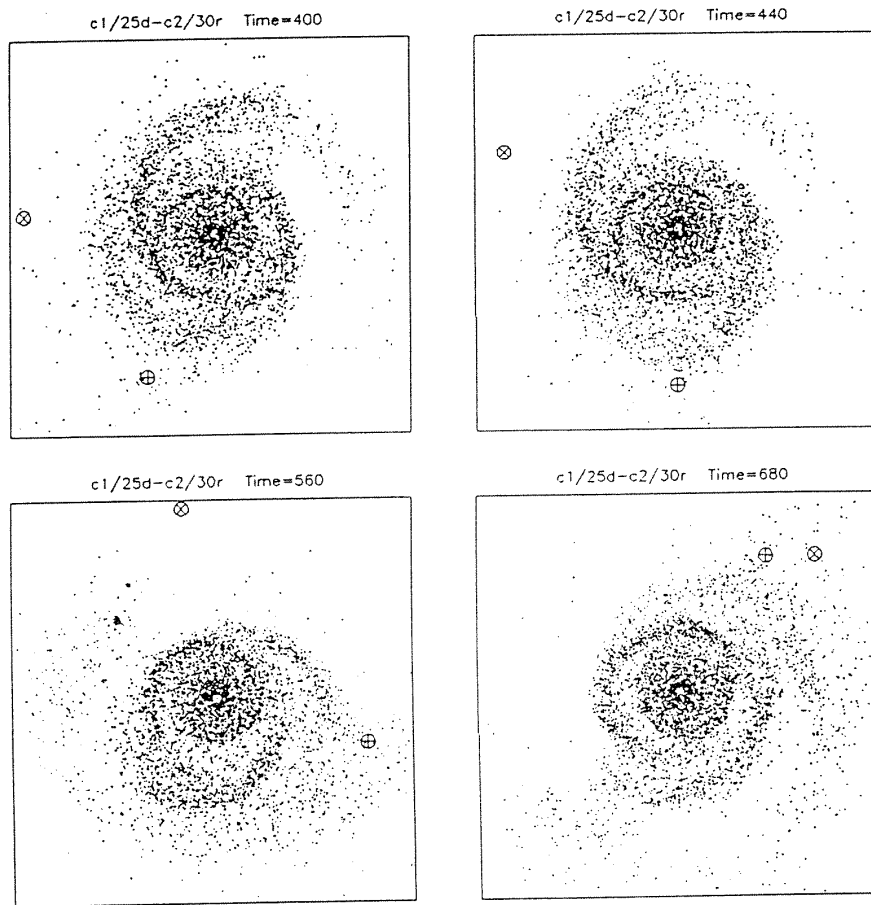 c1/25d-c2/30r Time=400
c1/25d-c2/30r Time=440
c1/25d-c2/30r Time=560
c1/25d-c2/30r Time=680